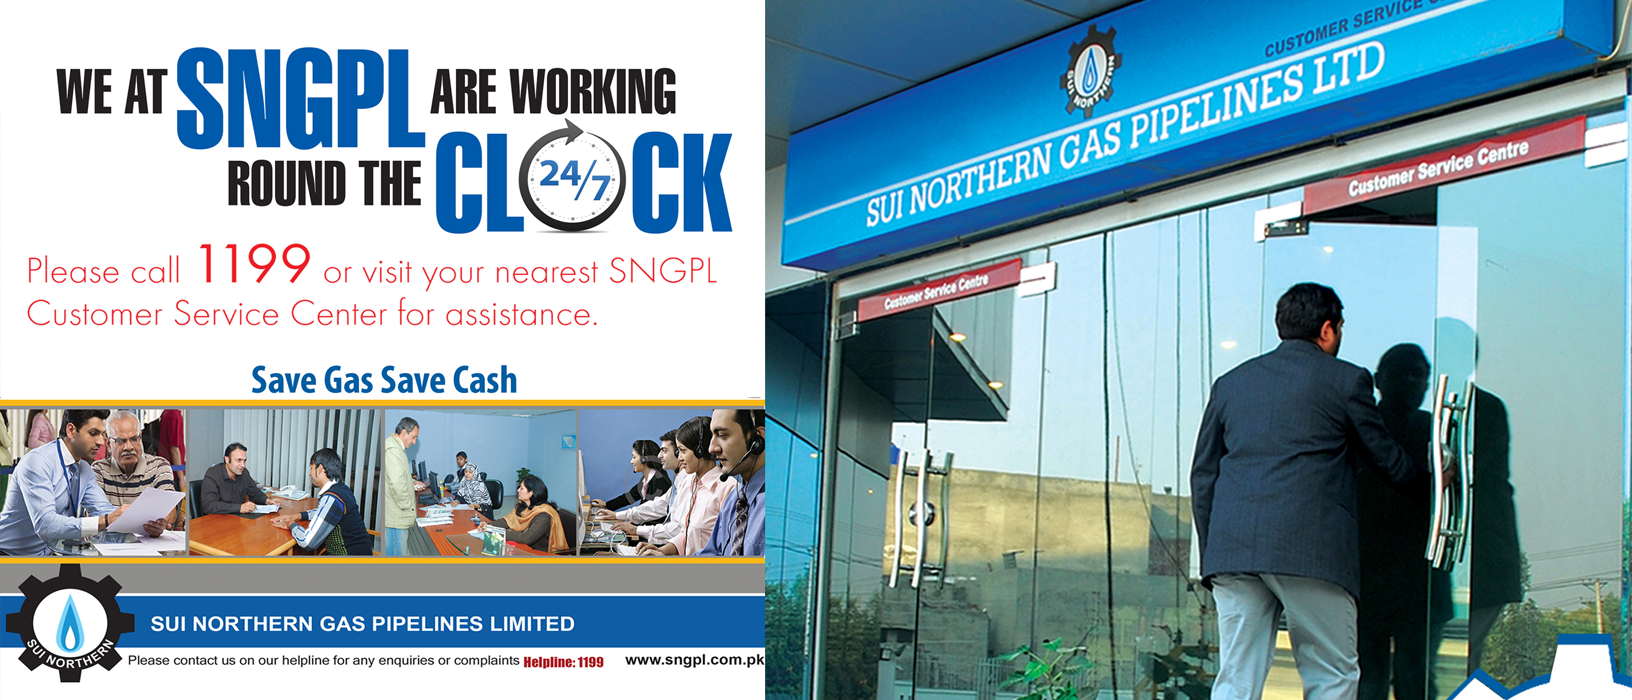 WE AT SNGPL ARE WORKING
ROUND THE CLOCK
24/7
Please call 1199 or visit your nearest SNGPL
Customer Service Center for assistance.
Save Gas Save Cash
SUI NORTHERN
SUI NORTHERN GAS PIPELINES LIMITED
Please contact us on our helpline for any enquiries or complaints Helpline: 1199 www.sngpl.com.pk
CUSTOMER SERVICE
SUI NORTHERN
SUI NORTHERN GAS PIPELINES LTD
Customer Service Centre
Customer Service Centre